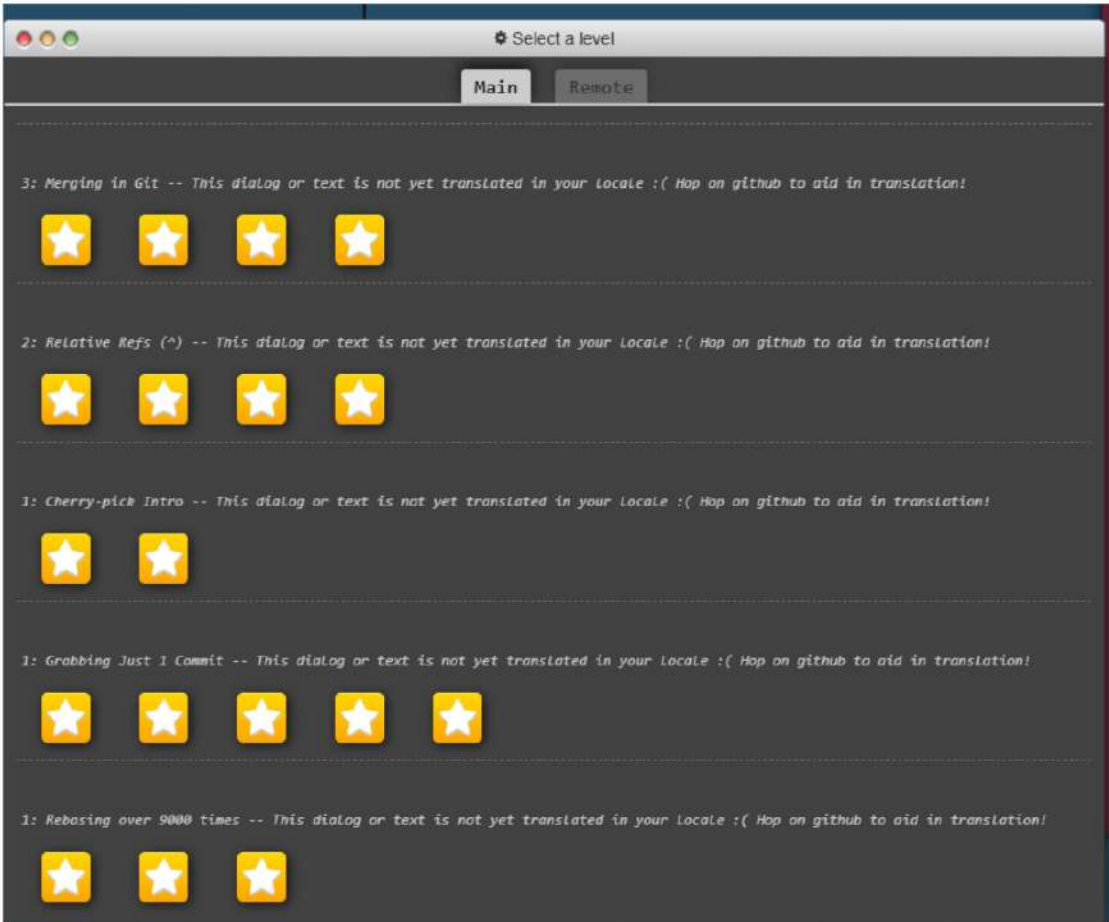 Select a level
Main Remote
3: Merging in Git -- This dialog or text is not yet translated in your locale :( Hop on github to aid in translation!
2: Relative Refs (^) -- This dialog or text is not yet translated in your locale :( Hop on github to aid in translation!
1: Cherry-pick Intro -- This dialog or text is not yet translated in your locale :( Hop on github to aid in translation!
1: Grabbing Just 1 Commit -- This dialog or text is not yet translated in your locale :( Hop on github to aid in translation!
1: Rebasing over 9000 times -- This dialog or text is not yet translated in your locale :( Hop on github to aid in translation!